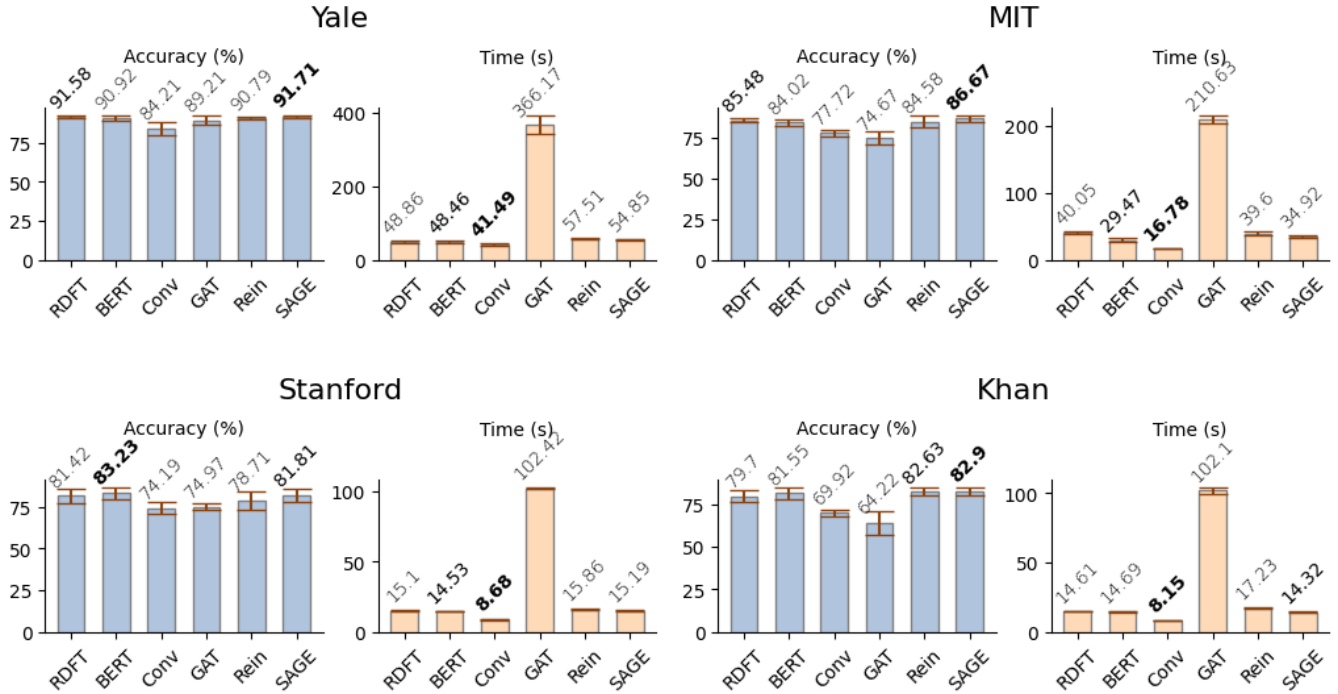 Yale
Accuracy (%)
91.58 90.92 84.21 89.21 90.79 91.71
75
50
25
0
RDFT BERT Conv GAT Rein SAGE
Time (s)
48.86 48.46 41.49 366.17 57.51 54.85
400
200
0
RDFT BERT Conv GAT Rein SAGE
MIT
Accuracy (%)
85.48 84.02 77.72 74.67 84.58 86.67
75
50
25
0
RDFT BERT Conv GAT Rein SAGE
Time (s)
40.05 29.47 16.78 210.63 39.6 34.92
200
100
0
RDFT BERT Conv GAT Rein SAGE
Stanford
Accuracy (%)
81.42 83.23 74.19 74.97 78.71 81.81
75
50
25
0
RDFT BERT Conv GAT Rein SAGE
Time (s)
15.1 14.53 8.68 102.42 15.86 15.19
100
50
0
RDFT BERT Conv GAT Rein SAGE
Khan
Accuracy (%)
79.7 81.55 69.92 64.22 82.63 82.9
75
50
25
0
RDFT BERT Conv GAT Rein SAGE
Time (s)
14.61 14.69 8.15 102.1 17.23 14.32
100
50
0
RDFT BERT Conv GAT Rein SAGE